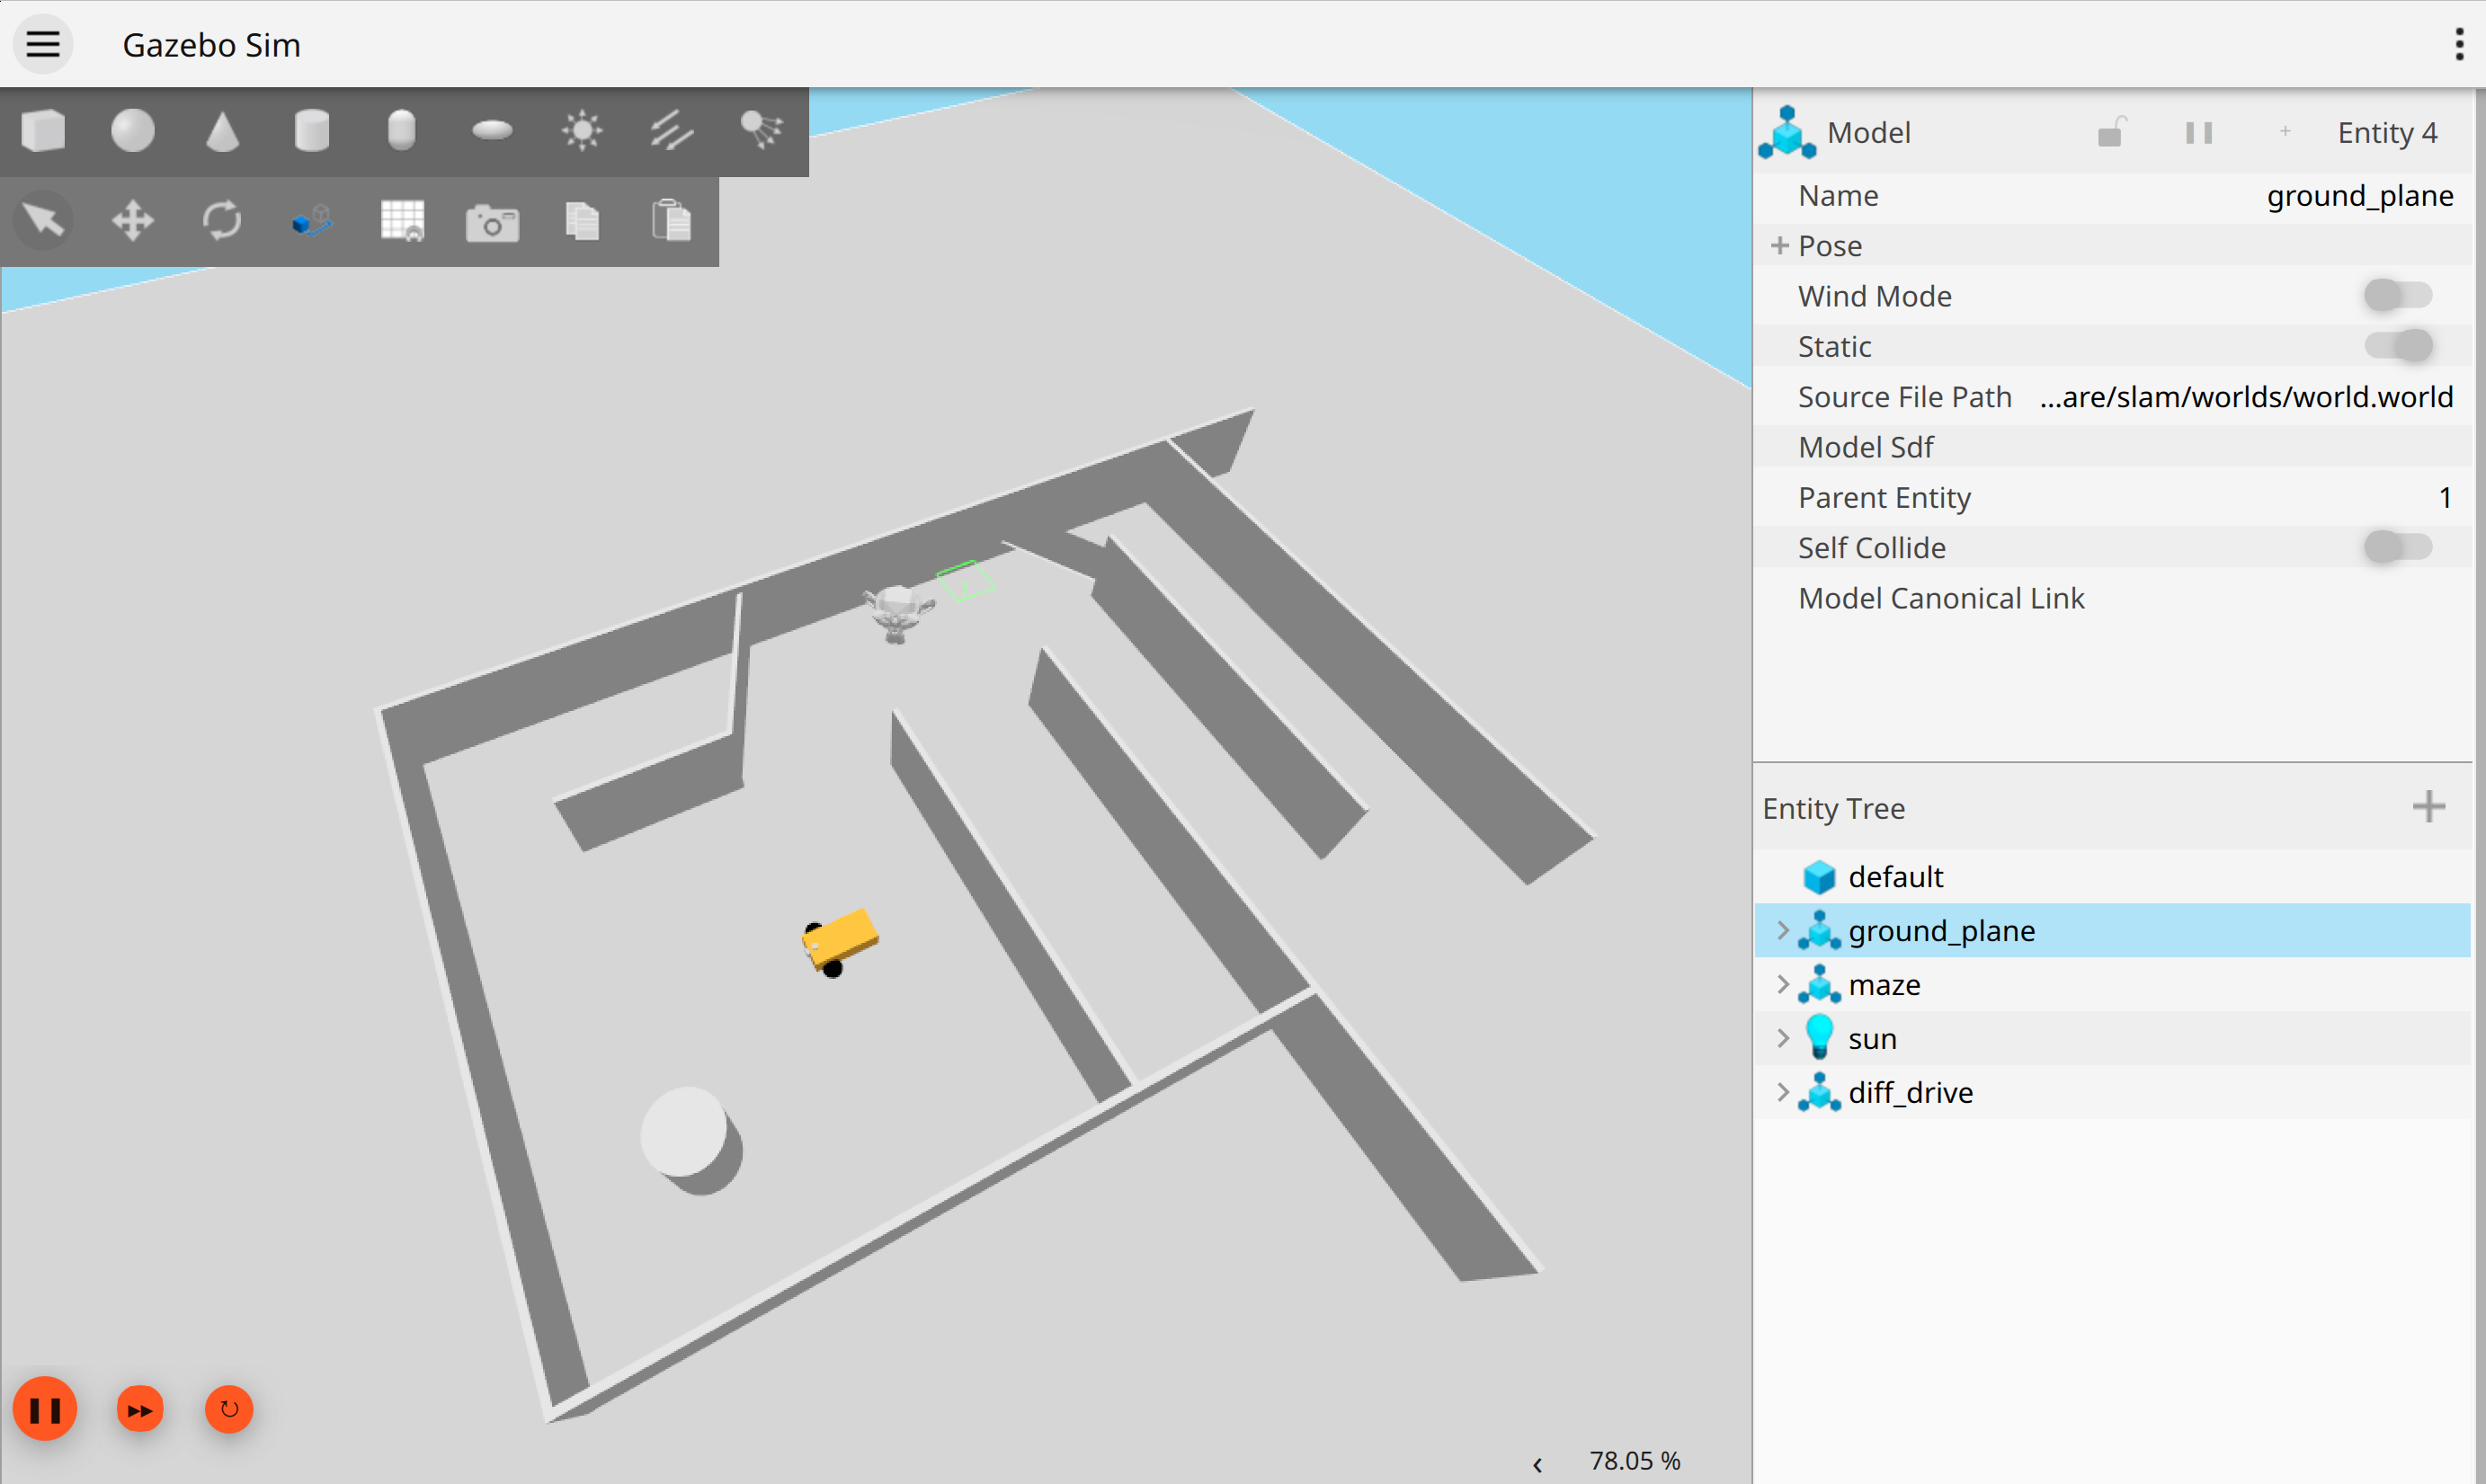 Gazebo Sim
Model
Entity 4
Name ground_plane
Pose
Wind Mode
Static
Source File Path ...are/slam/worlds/world.world
Model Sdf
Parent Entity 1
Self Collide
Model Canonical Link
Entity Tree
default
ground_plane
maze
sun
diff_drive
78.05 %